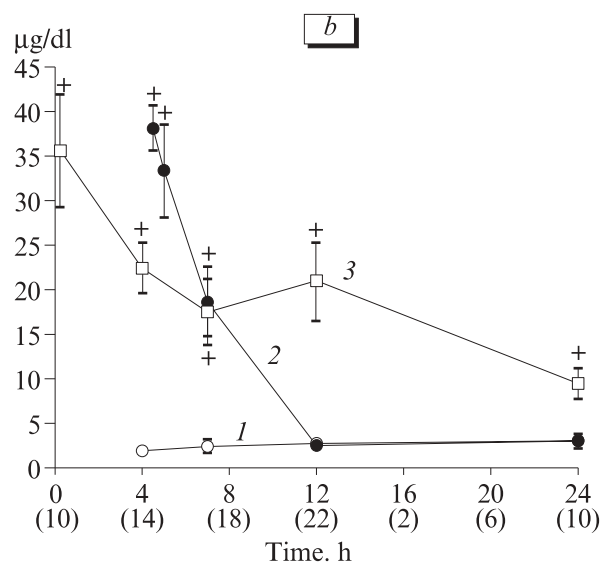 b
µg/dl
45
40
35
30
25
20
15
10
5
0
+ + + + + + + + +
3
2
1
0 4 8 12 16 20 24
(10) (14) (18) (22) (2) (6) (10)
Time. h